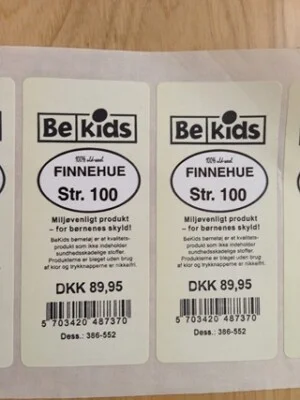 Be Kids
100% uld-wool
FINNEHUE
Str. 100
Miljøvenligt produkt
– for børnenes skyld!
BeKids børnetøj er et kvalitets-
produkt som ikke indeholder
sundhedsskadelige stoffer.
Produkterne er bleget uden brug
af klor og trykknapperne er nikkelfri.
DKK 89,95
5 703420 487370
Dess.: 386-552
Be Kids
100% uld-wool
FINNEHUE
Str. 100
Miljøvenligt produkt
– for børnenes skyld!
BeKids børnetøj er et kvalitets-
produkt som ikke indeholder
sundhedsskadelige stoffer.
Produkterne er bleget uden brug
af klor og trykknapperne er nikkelfri.
DKK 89,95
5 703420 487370
Dess.: 386-552